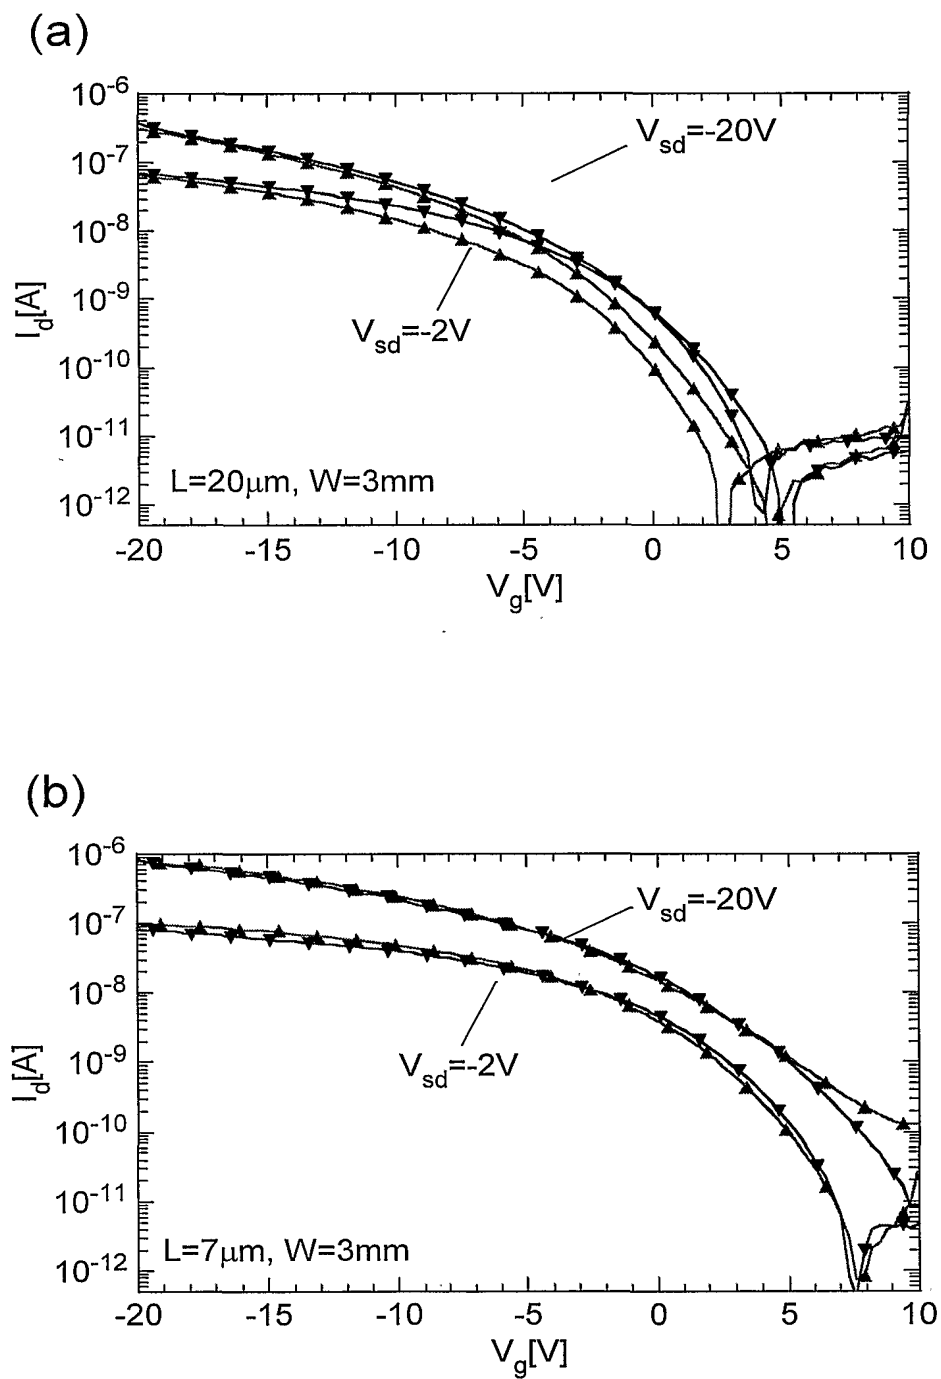 (a)
10-6
10-7
10-8
10-9
10-10
10-11
10-12
Id[A]
Vsd=-20V
Vsd=-2V
L=20μm, W=3mm
-20 -15 -10 -5 0 5 10
Vg[V]
(b)
10-6
10-7
10-8
10-9
10-10
10-11
10-12
Id[A]
Vsd=-20V
Vsd=-2V
L=7μm, W=3mm
-20 -15 -10 -5 0 5 10
Vg[V]